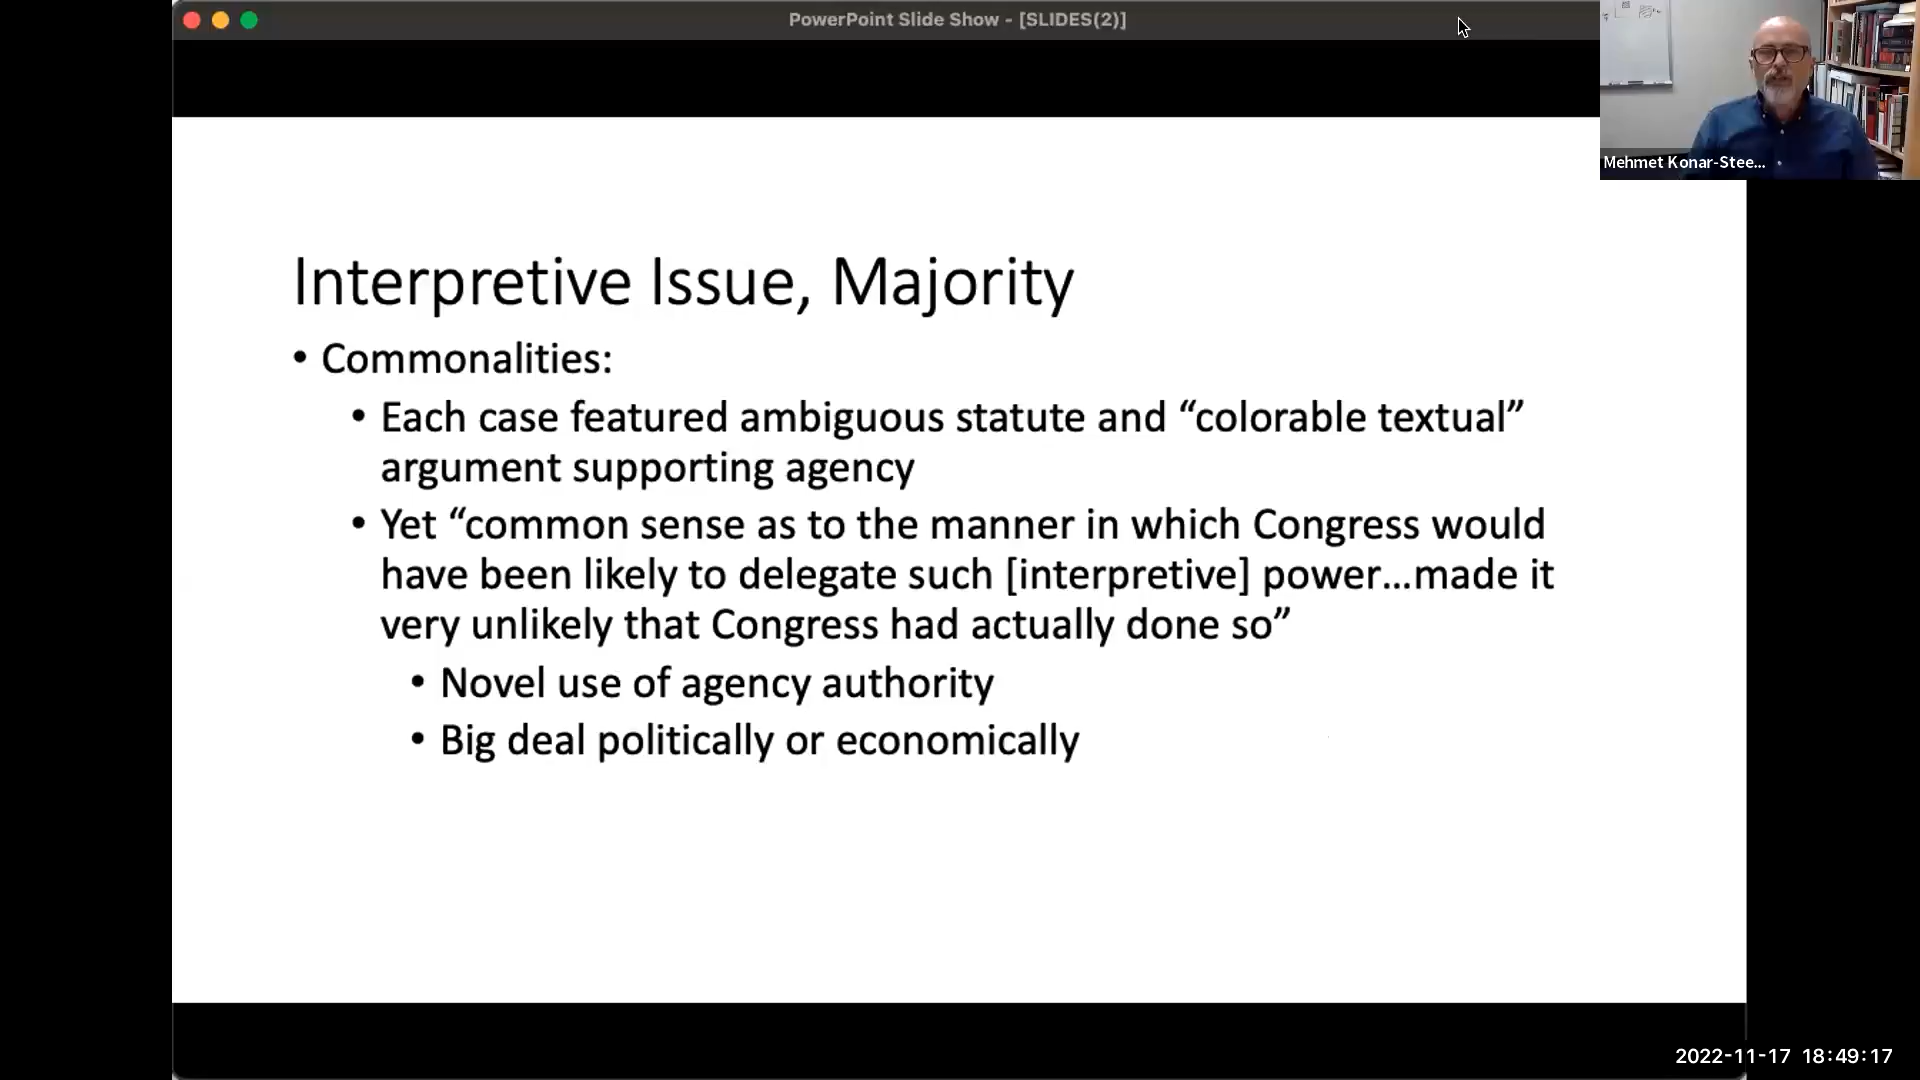 PowerPoint Slide Show - [SLIDES(2)]
Mehmet Konar-Stee...
Interpretive Issue, Majority
• Commonalities:
• Each case featured ambiguous statute and “colorable textual”
argument supporting agency
• Yet “common sense as to the manner in which Congress would
have been likely to delegate such [interpretive] power…made it
very unlikely that Congress had actually done so”
• Novel use of agency authority
• Big deal politically or economically
2022-11-17 18:49:17